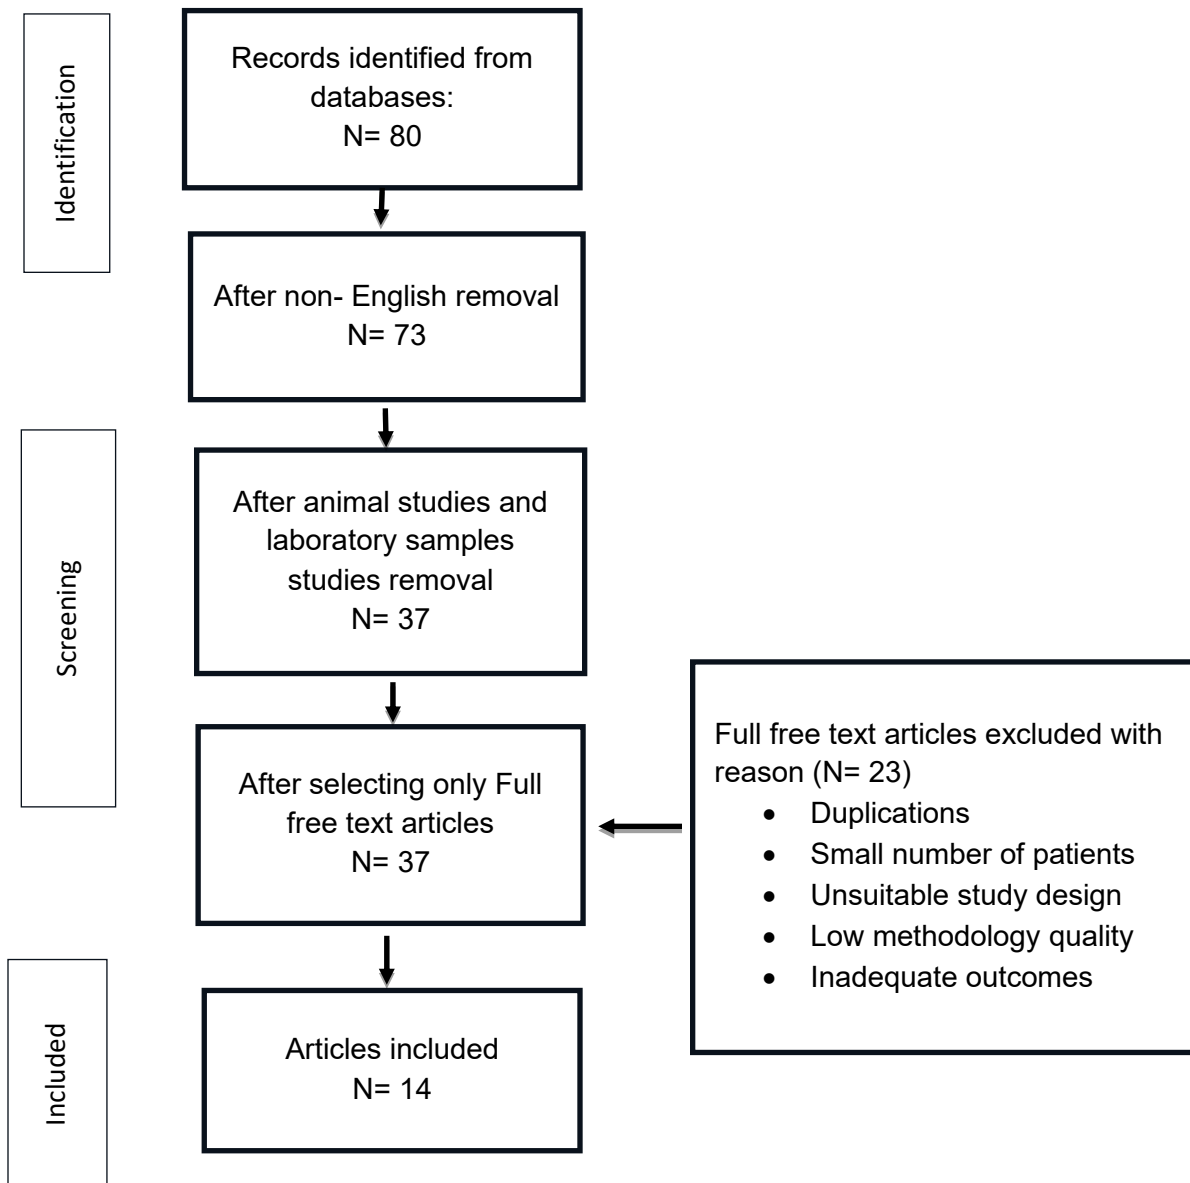 Identification
Records identified from
databases:
N= 80
After non- English removal
N= 73
Screening
After animal studies and
laboratory samples
studies removal
N= 37
After selecting only Full
free text articles
N= 37
Full free text articles excluded with
reason (N= 23)
• Duplications
• Small number of patients
• Unsuitable study design
• Low methodology quality
• Inadequate outcomes
Included
Articles included
N= 14